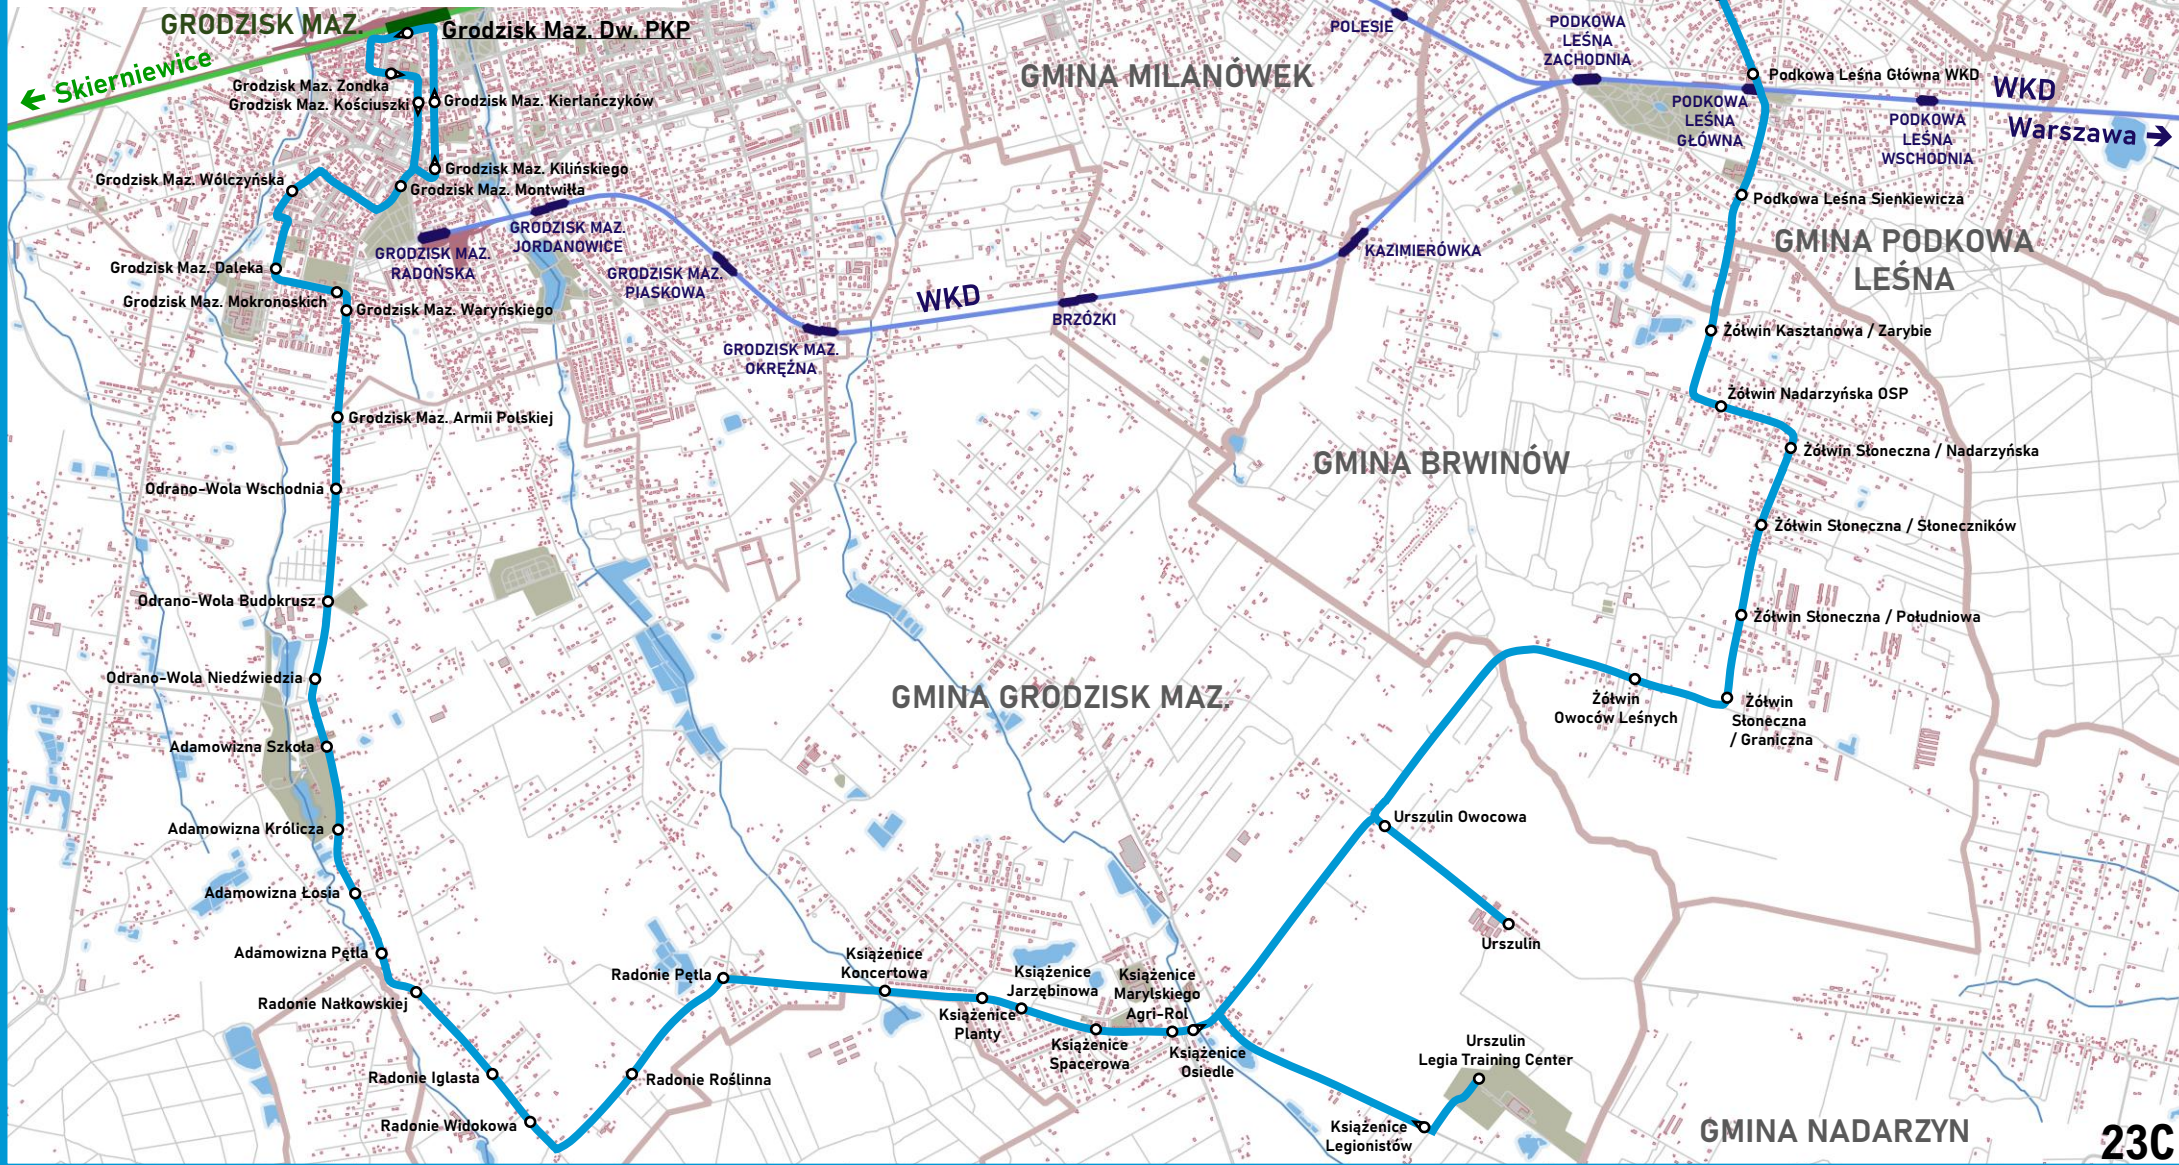 GRODZISK MAZ.
Grodzisk Maz. Dw. PKP
← Skierniewice
Grodzisk Maz. Zondka
Grodzisk Maz. Kościuszki
Grodzisk Maz. Kierlańczyków
Grodzisk Maz. Kilińskiego
Grodzisk Maz. Montwiłła
Grodzisk Maz. Wólczyńska
GRODZISK MAZ.
RADOŃSKA
GRODZISK MAZ.
JORDANOWICE
GRODZISK MAZ.
PIASKOWA
GRODZISK MAZ.
OKRĘŻNA
WKD
BRZÓZKI
KAZIMIERÓWKA
POLESIE
PODKOWA
LEŚNA
ZACHODNIA
PODKOWA
LEŚNA
GŁÓWNA
PODKOWA
LEŚNA
WSCHODNIA
WKD
Warszawa →
GMINA MILANÓWEK
Podkowa Leśna Główna WKD
Podkowa Leśna Sienkiewicza
GMINA PODKOWA
LEŚNA
Grodzisk Maz. Daleka
Grodzisk Maz. Mokronoskich
Grodzisk Maz. Waryńskiego
Grodzisk Maz. Armii Polskiej
Odrano-Wola Wschodnia
Odrano-Wola Budokrusz
Odrano-Wola Niedźwiedzia
Adamowizna Szkoła
Adamowizna Królicza
Adamowizna Łosia
Adamowizna Pętla
Radonie Nałkowskiej
Radonie Iglasta
Radonie Widokowa
Radonie Roślinna
Radonie Pętla
Książenice
Koncertowa
Książenice
Planty
Książenice
Jarzębinowa
Książenice
Spacerowa
Książenice
Marylskiego
Agri-Rol
Książenice
Osiedle
Książenice
Legionistów
Urszulin
Legia Training Center
Urszulin
Urszulin Owocowa
Żółwin
Owoców Leśnych
Żółwin
Słoneczna
/ Graniczna
Żółwin Słoneczna / Południowa
Żółwin Słoneczna / Słoneczników
Żółwin Słoneczna / Nadarzyńska
Żółwin Nadarzyńska OSP
Żółwin Kasztanowa / Zarybie
GMINA BRWINÓW
GMINA GRODZISK MAZ.
GMINA NADARZYN
23C